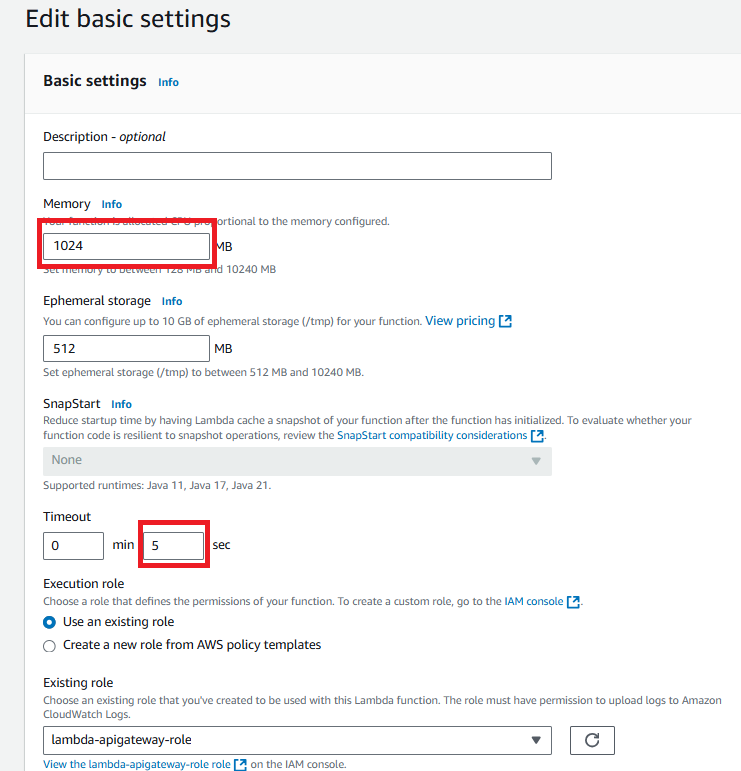 Edit basic settings
Basic settings Info
Description - optional
Memory Info
Your function is allocated CPU proportional to the memory configured.
1024 MB
Set memory to between 128 MB and 10240 MB
Ephemeral storage Info
You can configure up to 10 GB of ephemeral storage (/tmp) for your function. View pricing
512 MB
Set ephemeral storage (/tmp) to between 512 MB and 10240 MB.
SnapStart Info
Reduce startup time by having Lambda cache a snapshot of your function after the function has initialized. To evaluate whether your
function code is resilient to snapshot operations, review the SnapStart compatibility considerations.
None
Supported runtimes: Java 11, Java 17, Java 21.
Timeout
0 min 5 sec
Execution role
Choose a role that defines the permissions of your function. To create a custom role, go to the IAM console.
Use an existing role
Create a new role from AWS policy templates
Existing role
Choose an existing role that you've created to be used with this Lambda function. The role must have permission to upload logs to Amazon
CloudWatch Logs.
lambda-apigateway-role
View the lambda-apigateway-role role on the IAM console.